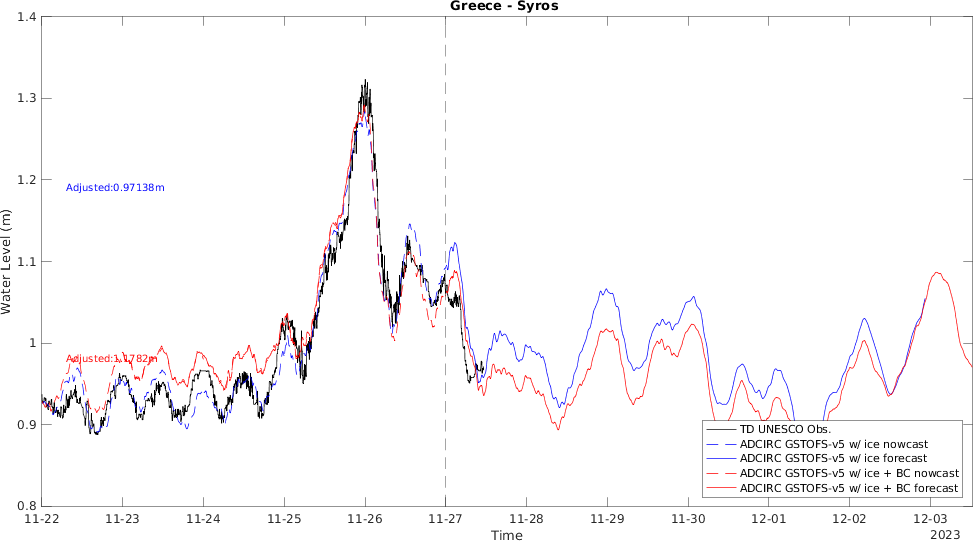 Greece - Syros
1.4
1.3
1.2
1.1
1
0.9
0.8
Water Level (m)
Adjusted:0.97138m
Adjusted:1.1782m
TD UNESCO Obs.
ADCIRC GSTOFS-v5 w/ ice nowcast
ADCIRC GSTOFS-v5 w/ ice forecast
ADCIRC GSTOFS-v5 w/ ice + BC nowcast
ADCIRC GSTOFS-v5 w/ ice + BC forecast
11-22 11-23 11-24 11-25 11-26 11-27 11-28 11-29 11-30 12-01 12-02 12-03
Time
2023